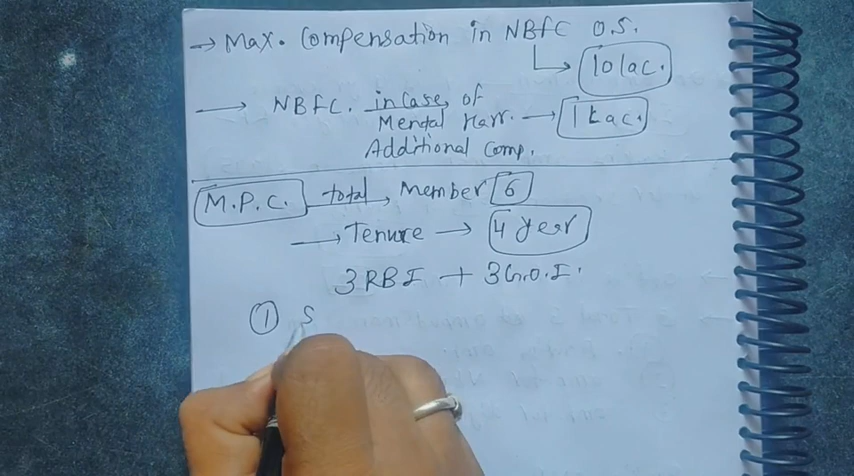 → Max. Compensation in NBFC O.S.
↳ 10 lac.
→ NBFC. in case of
Mental Harr. → 1 Lac.
Additional Comp.
M.P.C. total, Member 6
→ Tenure → 4 year
3 RBI + 3 G.O.I.
① S